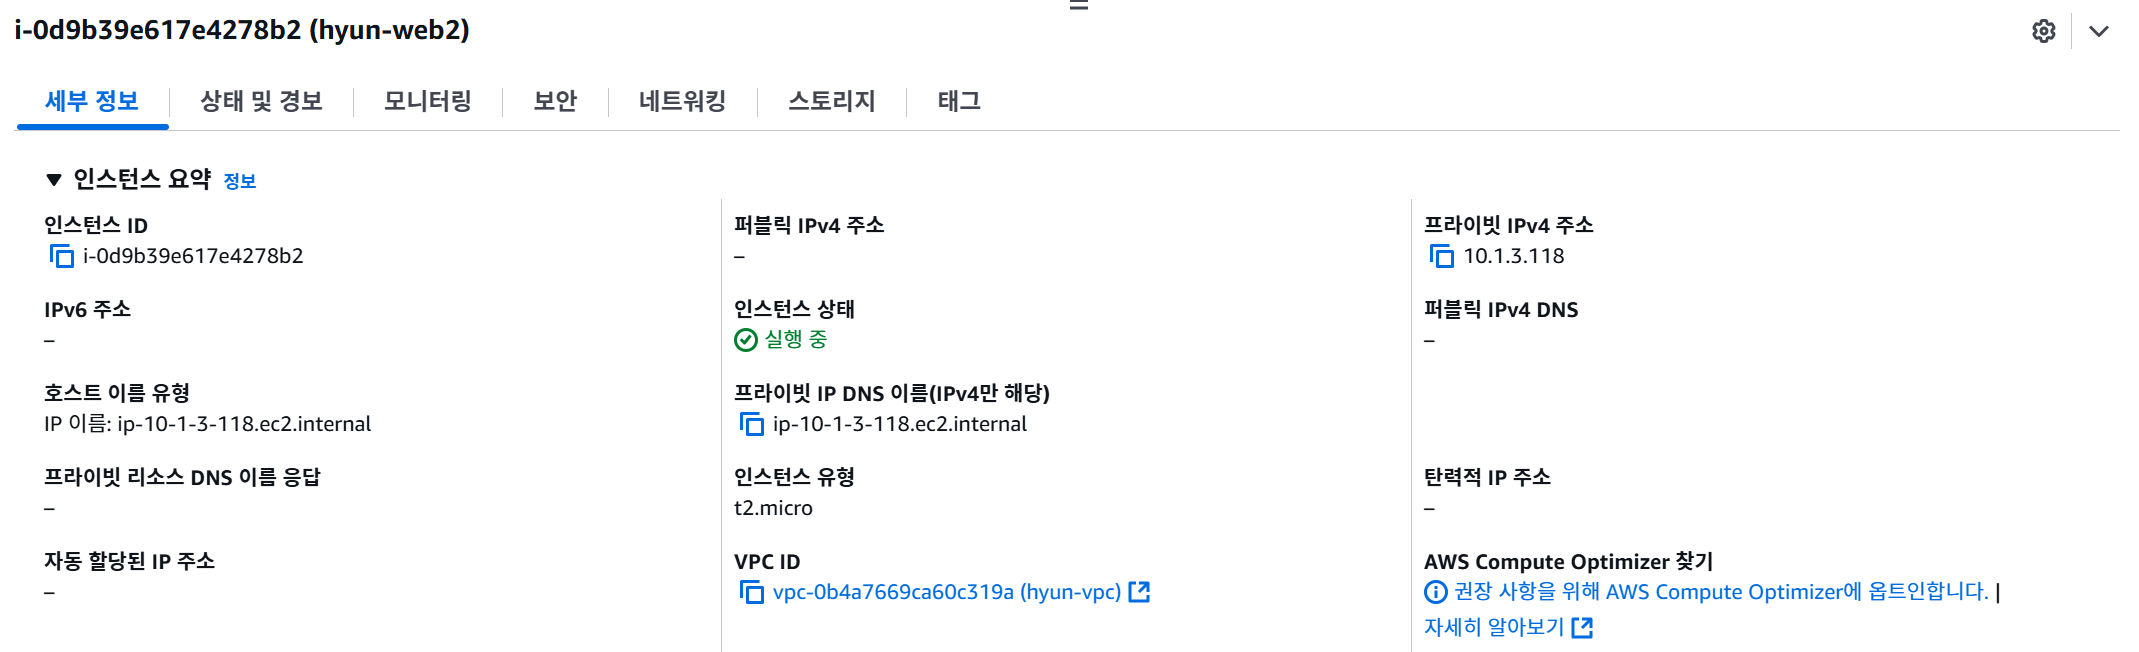 i-0d9b39e617e4278b2 (hyun-web2)
세부 정보
상태 및 경보
모니터링
보안
네트워킹
스토리지
태그
▼ 인스턴스 요약 정보
인스턴스 ID
i-0d9b39e617e4278b2
퍼블릭 IPv4 주소
–
프라이빗 IPv4 주소
10.1.3.118
IPv6 주소
–
인스턴스 상태
실행 중
퍼블릭 IPv4 DNS
–
호스트 이름 유형
IP 이름: ip-10-1-3-118.ec2.internal
프라이빗 IP DNS 이름(IPv4만 해당)
ip-10-1-3-118.ec2.internal
프라이빗 리소스 DNS 이름 응답
–
인스턴스 유형
t2.micro
탄력적 IP 주소
–
자동 할당된 IP 주소
–
VPC ID
vpc-0b4a7669ca60c319a (hyun-vpc)
AWS Compute Optimizer 찾기
권장 사항을 위해 AWS Compute Optimizer에 옵트인합니다. |
자세히 알아보기